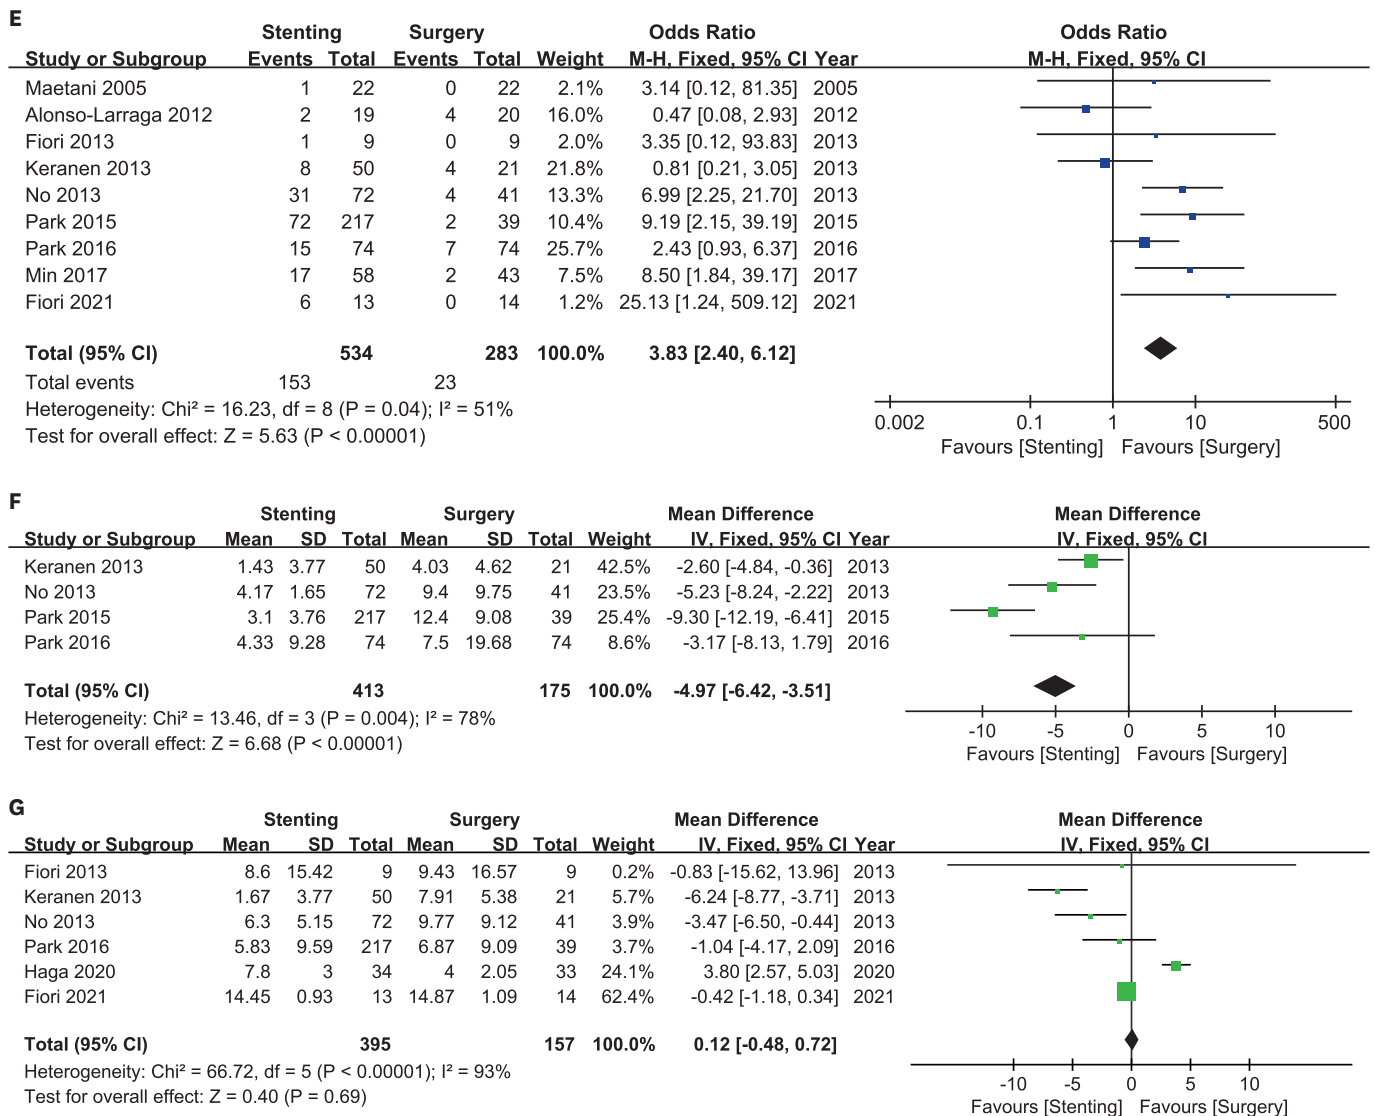 E
Stenting Surgery Odds Ratio Odds Ratio
Study or Subgroup Events Total Events Total Weight M-H, Fixed, 95% CI Year M-H, Fixed, 95% CI
Maetani 2005 1 22 0 22 2.1% 3.14 [0.12, 81.35] 2005
Alonso-Larraga 2012 2 19 4 20 16.0% 0.47 [0.08, 2.93] 2012
Fiori 2013 1 9 0 9 2.0% 3.35 [0.12, 93.83] 2013
Keranen 2013 8 50 4 21 21.8% 0.81 [0.21, 3.05] 2013
No 2013 31 72 4 41 13.3% 6.99 [2.25, 21.70] 2013
Park 2015 72 217 2 39 10.4% 9.19 [2.15, 39.19] 2015
Park 2016 15 74 7 74 25.7% 2.43 [0.93, 6.37] 2016
Min 2017 17 58 2 43 7.5% 8.50 [1.84, 39.17] 2017
Fiori 2021 6 13 0 14 1.2% 25.13 [1.24, 509.12] 2021
Total (95% CI) 534 283 100.0% 3.83 [2.40, 6.12]
Total events 153 23
Heterogeneity: Chi² = 16.23, df = 8 (P = 0.04); I² = 51%
Test for overall effect: Z = 5.63 (P < 0.00001)
0.002 0.1 1 10 500
Favours [Stenting] Favours [Surgery]
F
Stenting Surgery Mean Difference Mean Difference
Study or Subgroup Mean SD Total Mean SD Total Weight IV, Fixed, 95% CI Year IV, Fixed, 95% CI
Keranen 2013 1.43 3.77 50 4.03 4.62 21 42.5% -2.60 [-4.84, -0.36] 2013
No 2013 4.17 1.65 72 9.4 9.75 41 23.5% -5.23 [-8.24, -2.22] 2013
Park 2015 3.1 3.76 217 12.4 9.08 39 25.4% -9.30 [-12.19, -6.41] 2015
Park 2016 4.33 9.28 74 7.5 19.68 74 8.6% -3.17 [-8.13, 1.79] 2016
Total (95% CI) 413 175 100.0% -4.97 [-6.42, -3.51]
Heterogeneity: Chi² = 13.46, df = 3 (P = 0.004); I² = 78%
Test for overall effect: Z = 6.68 (P < 0.00001)
-10 -5 0 5 10
Favours [Stenting] Favours [Surgery]
G
Stenting Surgery Mean Difference Mean Difference
Study or Subgroup Mean SD Total Mean SD Total Weight IV, Fixed, 95% CI Year IV, Fixed, 95% CI
Fiori 2013 8.6 15.42 9 9.43 16.57 9 0.2% -0.83 [-15.62, 13.96] 2013
Keranen 2013 1.67 3.77 50 7.91 5.38 21 5.7% -6.24 [-8.77, -3.71] 2013
No 2013 6.3 5.15 72 9.77 9.12 41 3.9% -3.47 [-6.50, -0.44] 2013
Park 2016 5.83 9.59 217 6.87 9.09 39 3.7% -1.04 [-4.17, 2.09] 2016
Haga 2020 7.8 3 34 4 2.05 33 24.1% 3.80 [2.57, 5.03] 2020
Fiori 2021 14.45 0.93 13 14.87 1.09 14 62.4% -0.42 [-1.18, 0.34] 2021
Total (95% CI) 395 157 100.0% 0.12 [-0.48, 0.72]
Heterogeneity: Chi² = 66.72, df = 5 (P < 0.00001); I² = 93%
Test for overall effect: Z = 0.40 (P = 0.69)
-10 -5 0 5 10
Favours [Stenting] Favours [Surgery]